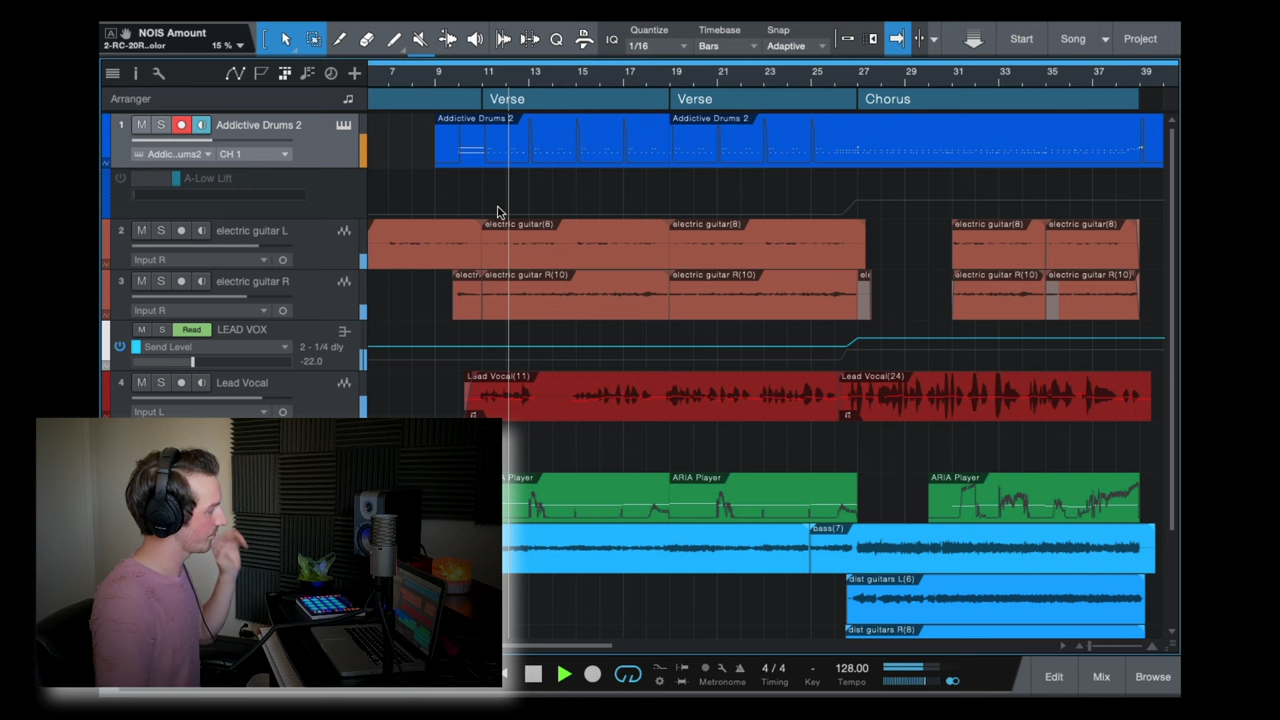 A NOIS Amount
2-RC-20R...olor 15 %
IQ Quantize Timebase Snap
1/16 Bars Adaptive
Start Song Project
7 9 11 13 15 17 19 21 23 25 27 29 31 33 35 37 39
Arranger Verse Verse Chorus
1 M S Addictive Drums 2
Addic..ums2 CH 1
Addictive Drums 2 Addictive Drums 2
A-Low Lift
2 M S electric guitar L
Input R
electric guitar(8) electric guitar(8) electric guitar(8) electric guitar(8)
3 M S electric guitar R
Input R
electri electric guitar R(10) electric guitar R(10) ele electric guitar R(10) electric guitar R(10)
M S Read LEAD VOX
Send Level 2 - 1/4 dly
-22.0
4 M S Lead Vocal
Input L
Lead Vocal(11) Lead Vocal(24)
A Player ARIA Player ARIA Player
bass(7)
dist guitars L(6)
dist guitars R(8)
Metronome
4 / 4 - 128.00
Timing Key Tempo
Edit Mix Browse